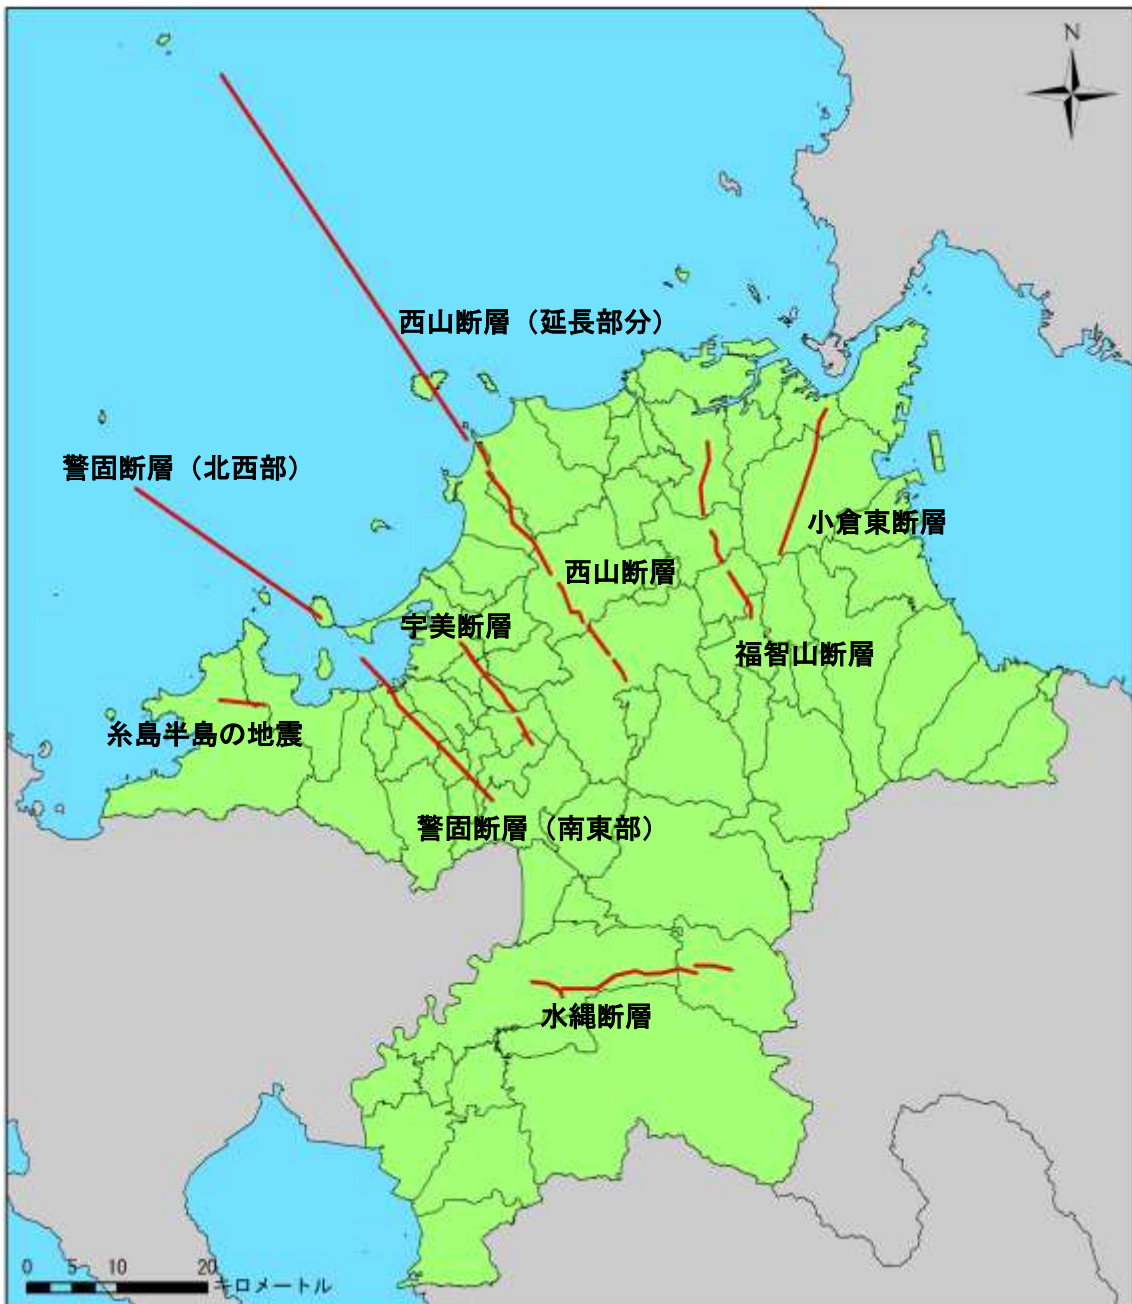 N
西山断層（延長部分）
警固断層（北西部）
小倉東断層
西山断層
宇美断層
福智山断層
糸島半島の地震
警固断層（南東部）
水縄断層
0 5 10 20
キロメートル